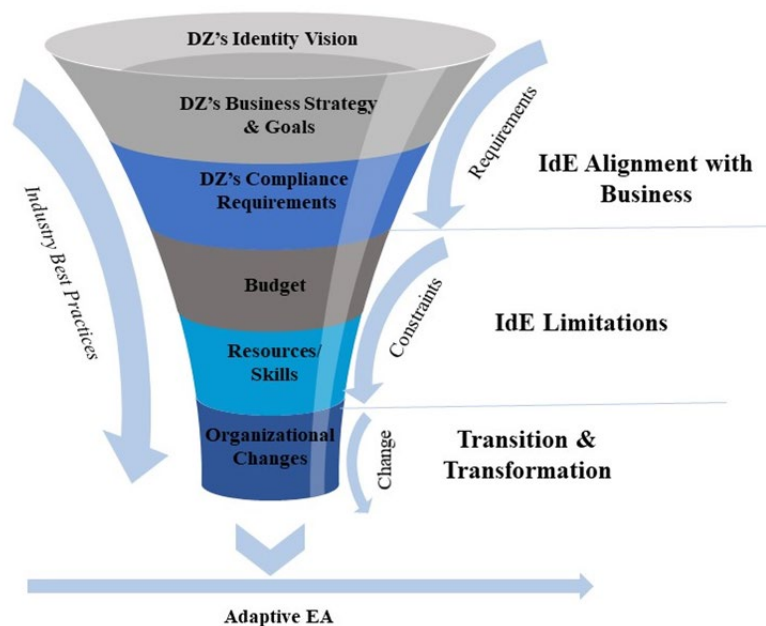 DZ's Identity Vision
DZ's Business Strategy
& Goals
DZ's Compliance
Requirements
Budget
Resources/
Skills
Organizational
Changes
Industry Best Practices
Requirements
Constraints
Change
IdE Alignment with
Business
IdE Limitations
Transition &
Transformation
Adaptive EA